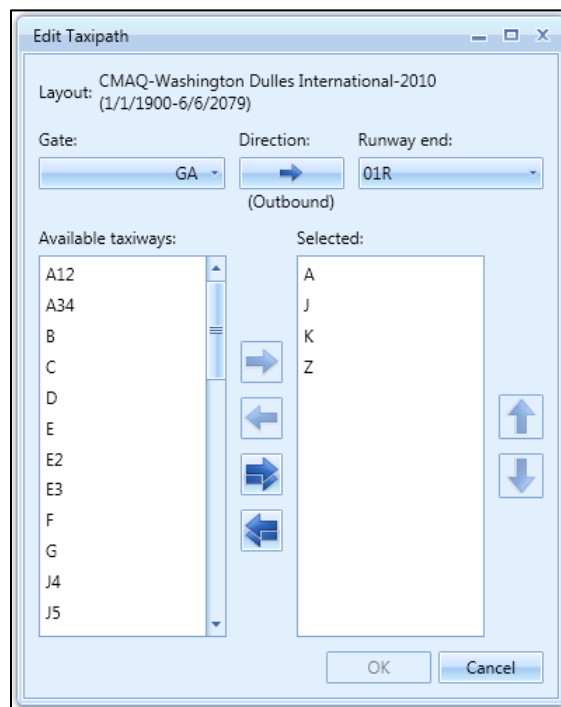 Edit Taxipath
Layout: CMAQ-Washington Dulles International-2010
(1/1/1900-6/6/2079)
Gate: Direction: Runway end:
GA 01R
(Outbound)
Available taxiways: Selected:
A12 A
A34 J
B K
C Z
D
E
E2
E3
F
G
J4
J5
OK Cancel